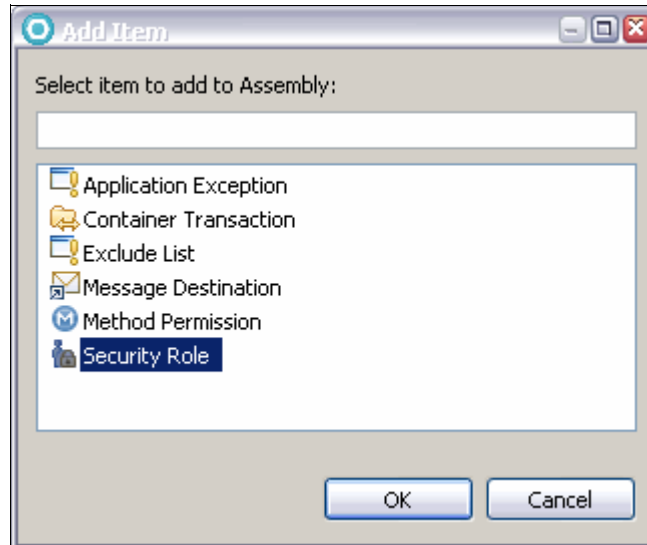 Add Item
Select item to add to Assembly:
Application Exception
Container Transaction
Exclude List
Message Destination
Method Permission
Security Role
OK Cancel